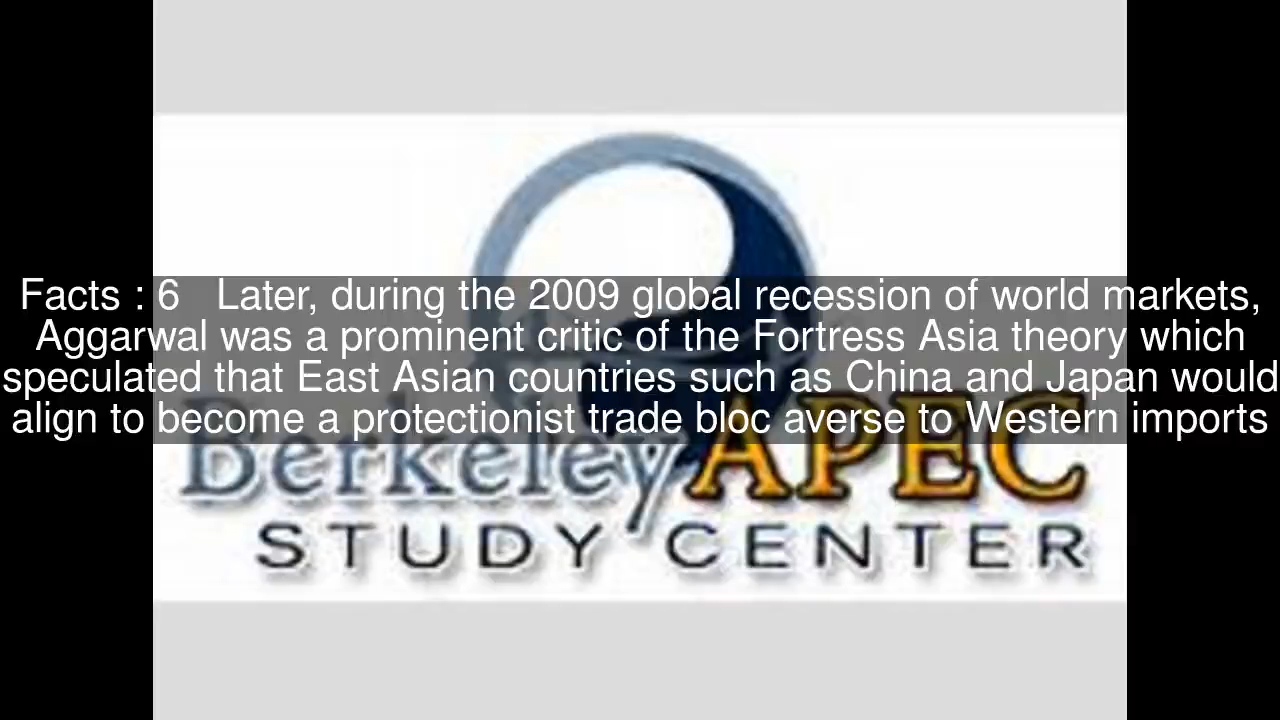 Facts : 6   Later, during the 2009 global recession of world markets,
Aggarwal was a prominent critic of the Fortress Asia theory which
speculated that East Asian countries such as China and Japan would
align to become a protectionist trade bloc averse to Western imports
Berkeley APEC
STUDY CENTER